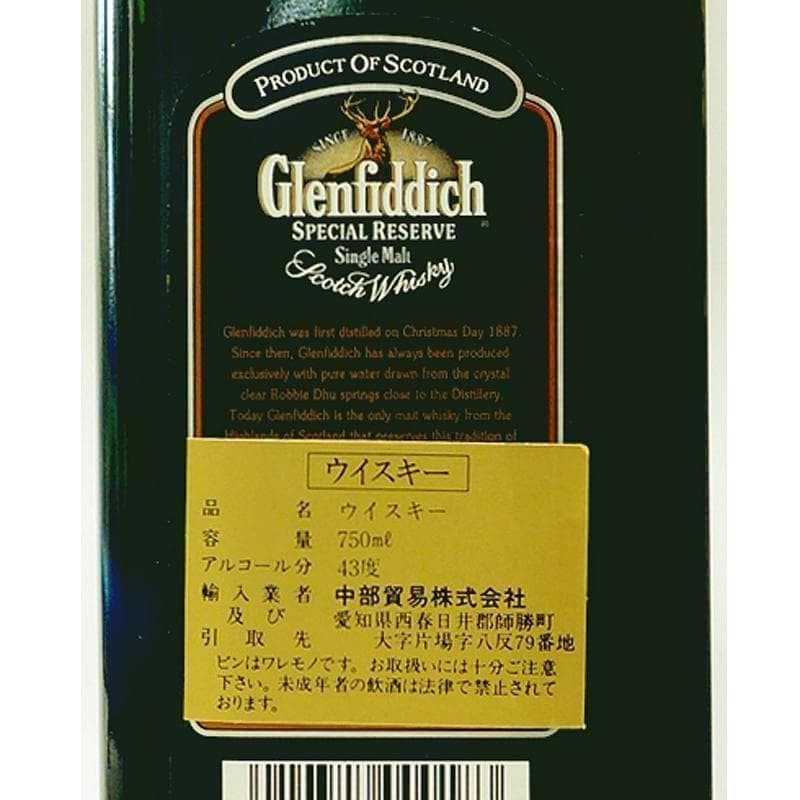 PRODUCT OF SCOTLAND
SINCE 1887
Glenfiddich
SPECIAL RESERVE
Single Malt
Scotch Whisky
Glenfiddich was first distilled on Christmas Day 1887.
Since then, Glenfiddich has always been produced
exclusively with pure water drawn from the crystal
clear Robbie Dhu springs close to the Distillery.
Today Glenfiddich is the only malt whisky from the
Highlands of Scotland that preserves this tradition of
ウイスキー
品名 ウイスキー
容量 750mℓ
アルコール分 43度
輸入業者 中部貿易株式会社
及び 愛知県西春日井郡師勝町
引取先 大字片場字八反79番地
ビンはワレモノです。お取扱いには十分ご注意
下さい。未成年者の飲酒は法律で禁止されて
おります。